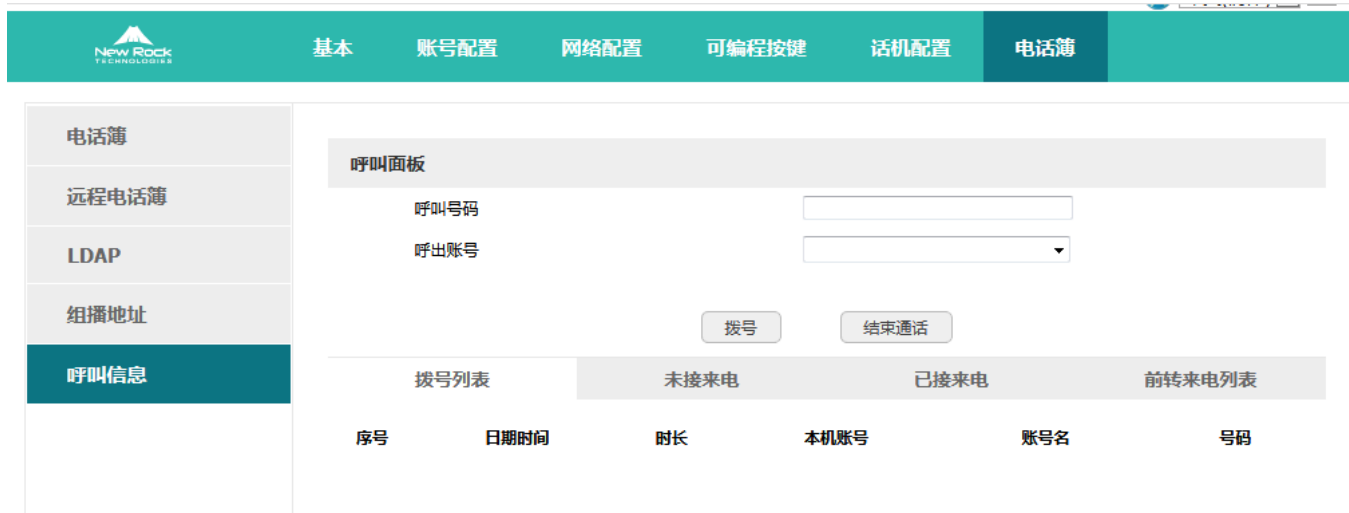 New Rock
TECHNOLOGIES
基本 账号配置 网络配置 可编程按键 话机配置 电话簿
电话簿
远程电话簿
LDAP
组播地址
呼叫信息
呼叫面板
呼叫号码
呼出账号
拨号 结束通话
拨号列表 未接来电 已接来电 前转来电列表
序号 日期时间 时长 本机账号 账号名 号码